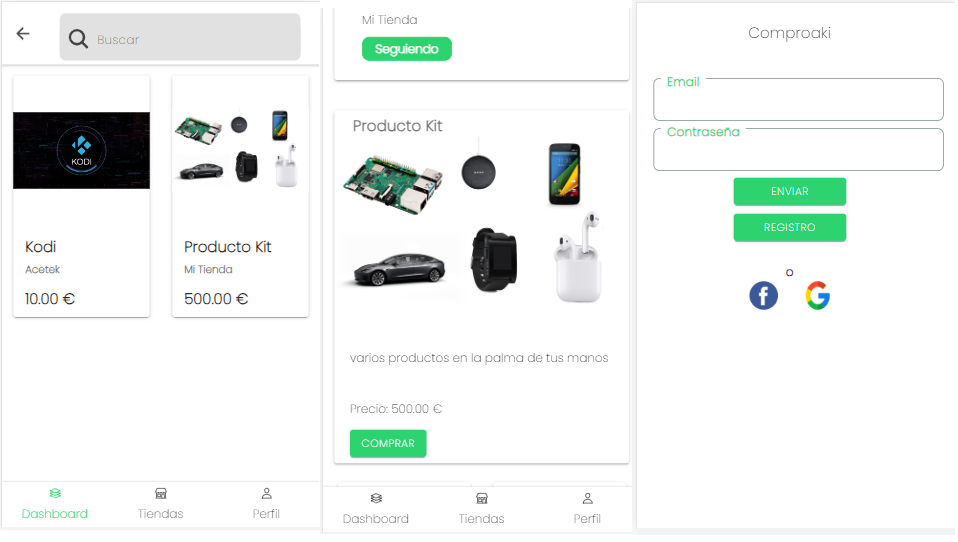 Buscar
KODI
Kodi
Acetek
10.00 €
Producto Kit
Mi Tienda
500.00 €
Dashboard
Tiendas
Perfil
Mi Tienda
Seguiendo
Producto Kit
varios productos en la palma de tus manos
Precio: 500.00 €
COMPRAR
Dashboard
Tiendas
Perfil
Comproaki
Email
Contraseña
ENVIAR
REGISTRO
o